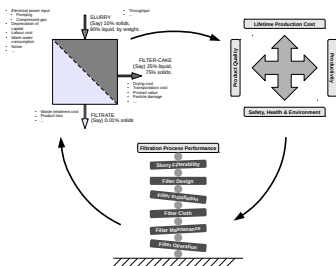 • Electrical power input
• Pumping
• Compressed gas
• Depreciation of
capital
• Labour cost
• Wash water
consumption
• Noise
• ...
SLURRY
(Say) 10% solids,
90% liquid, by weight.
• Throughput
• ...
FILTER-CAKE
(Say) 25% liquid,
75% solids.
• Drying cost
• Transportation cost
• Product value
• Particle damage
• ...
• Waste treatment cost
• Product loss
• ...
FILTRATE
(Say) 0.01% solids
Lifetime Production Cost
Product Quality
Productivity
Safety, Health & Environment
Filtration Process Performance
Slurry Filterability
Filter Design
Filter Installation
Filter Cloth
Filter Maintenance
Filter Operation